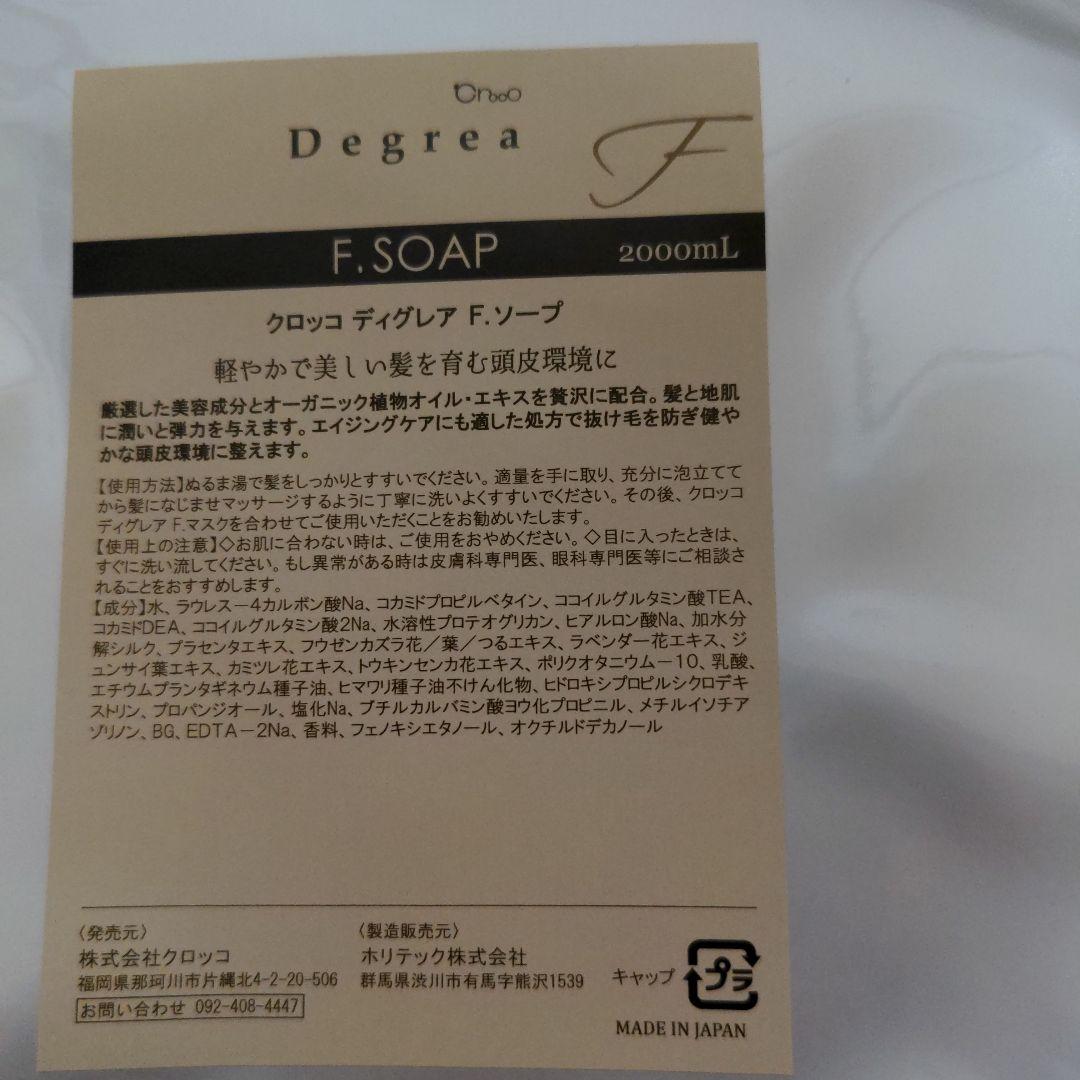 Degrea
F
F.SOAP 2000mL
クロッコ ディグレア F.ソープ
軽やかで美しい髪を育む頭皮環境に
厳選した美容成分とオーガニック植物オイル・エキスを贅沢に配合。髪と地肌
に潤いと弾力を与えます。エイジングケアにも適した処方で抜け毛を防ぎ健や
かな頭皮環境に整えます。
【使用方法】ぬるま湯で髪をしっかりとすすいでください。適量を手に取り、充分に泡立てて
から髪になじませマッサージするように丁寧に洗いよくすすいでください。その後、クロッコ
ディグレア F.マスクを合わせてご使用いただくことをお勧めいたします。
【使用上の注意】◇お肌に合わない時は、ご使用をおやめください。◇目に入ったときは、
すぐに洗い流してください。もし異常がある時は皮膚科専門医、眼科専門医等にご相談さ
れることをおすすめします。
【成分】水、ラウレス－4カルボン酸Na、コカミドプロピルベタイン、ココイルグルタミン酸TEA、
コカミドDEA、ココイルグルタミン酸2Na、水溶性プロテオグリカン、ヒアルロン酸Na、加水分
解シルク、プラセンタエキス、フウゼンカズラ花／葉／つるエキス、ラベンダー花エキス、ジ
ュンサイ葉エキス、カミツレ花エキス、トウキンセンカ花エキス、ポリクオタニウム－10、乳酸、
エチウムプランタギネウム種子油、ヒマワリ種子油不けん化物、ヒドロキシプロピルシクロデキ
ストリン、プロパンジオール、塩化Na、ブチルカルバミン酸ヨウ化プロピニル、メチルイソチア
ゾリノン、BG、EDTA－2Na、香料、フェノキシエタノール、オクチルドデカノール
〈発売元〉
株式会社クロッコ
福岡県那珂川市片縄北4-2-20-506
お問い合わせ 092-408-4447
〈製造販売元〉
ホリテック株式会社
群馬県渋川市有馬字熊沢1539
キャップ プラ
MADE IN JAPAN